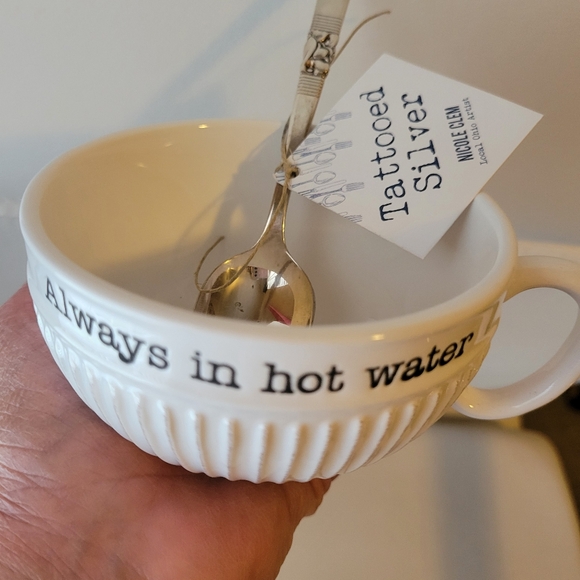 Tattooed
Silver
NICOLE CLEM
Local Ohio Artist
Always in hot water